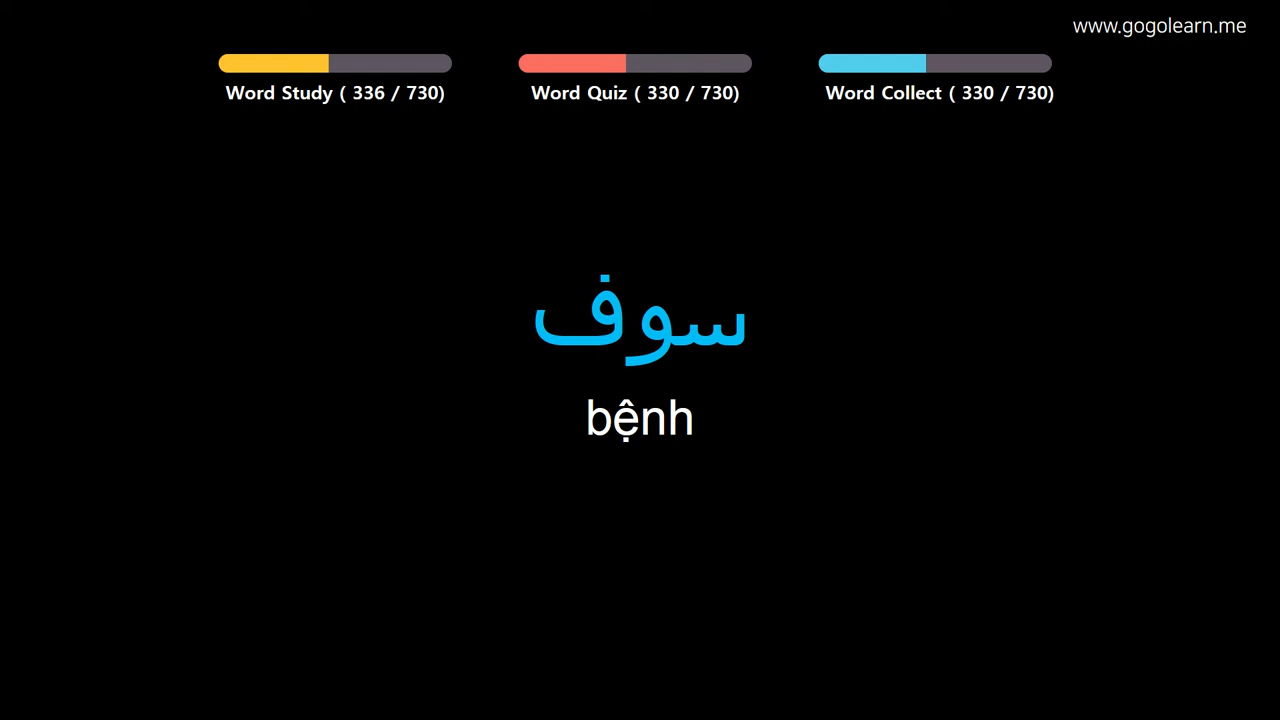 www.gogolearn.me
Word Study ( 336 / 730)
Word Quiz ( 330 / 730)
Word Collect ( 330 / 730)
سوف
bệnh